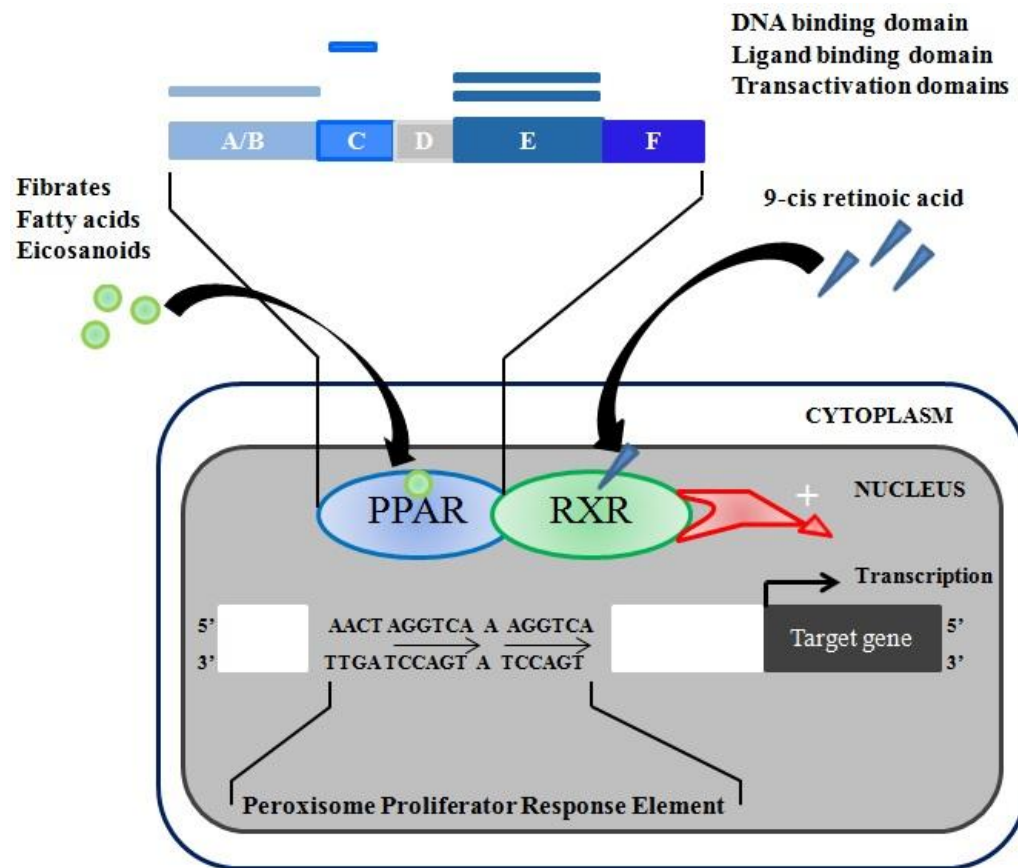 DNA binding domain
Ligand binding domain
Transactivation domains
A/B C D E F
Fibrates
Fatty acids
Eicosanoids
9-cis retinoic acid
CYTOPLASM
NUCLEUS
PPAR RXR +
Transcription
5’ AACT AGGTCA A AGGTCA Target gene 5’
3’ TTGA TCCAGT A TCCAGT 3’
Peroxisome Proliferator Response Element